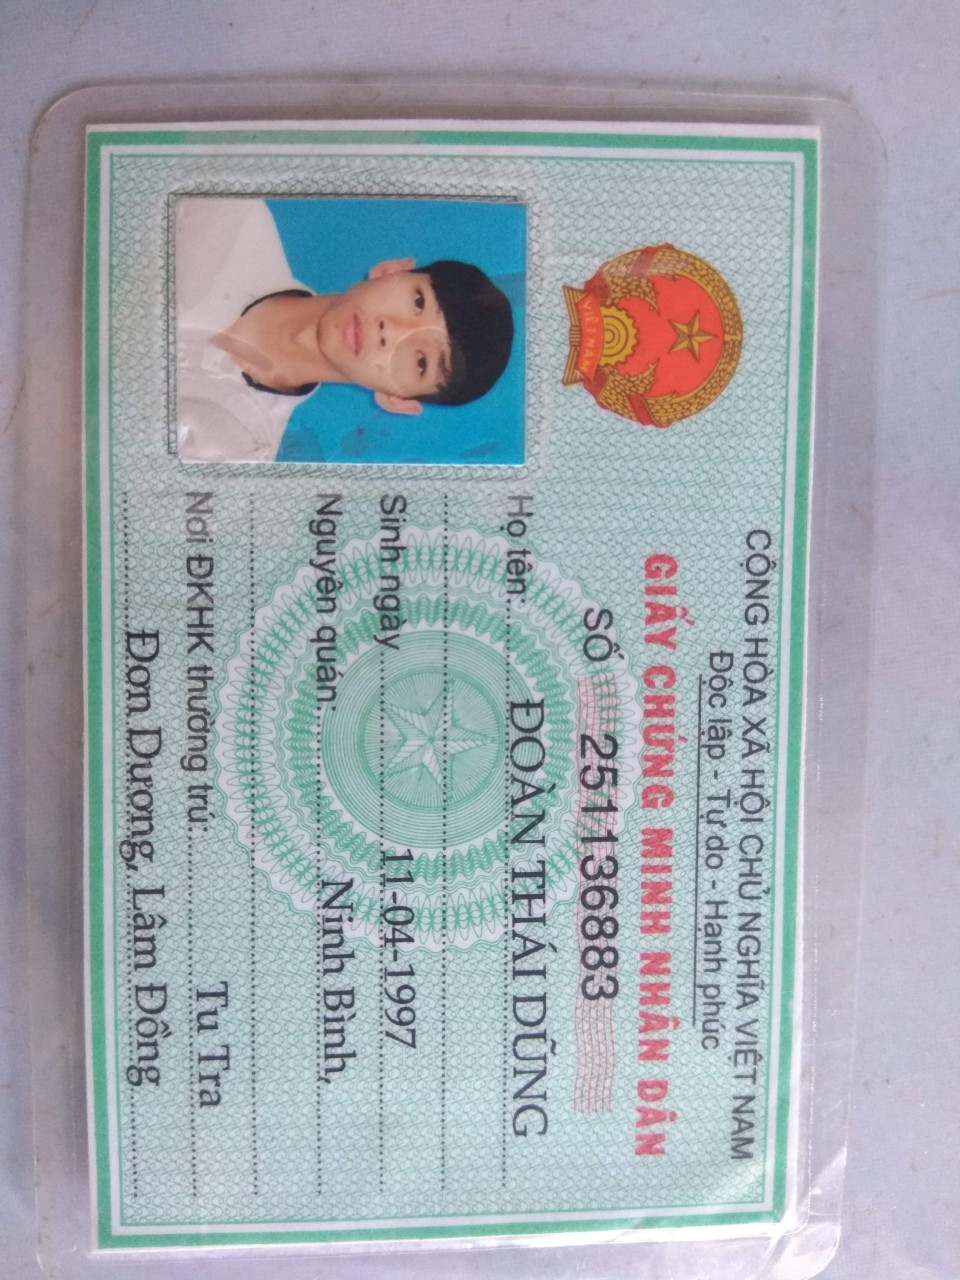 CỘNG HÒA XÃ HỘI CHỦ NGHĨA VIỆT NAM
Độc lập - Tự do - Hạnh phúc
GIẤY CHỨNG MINH NHÂN DÂN
SỐ 251136883
Họ tên: ĐOÀN THÁI DŨNG
Sinh ngày 11-04-1997
Nguyên quán Ninh Bình,
Nơi ĐKHK thường trú: Tu Tra
Đơn Dương, Lâm Đồng
VIỆT NAM